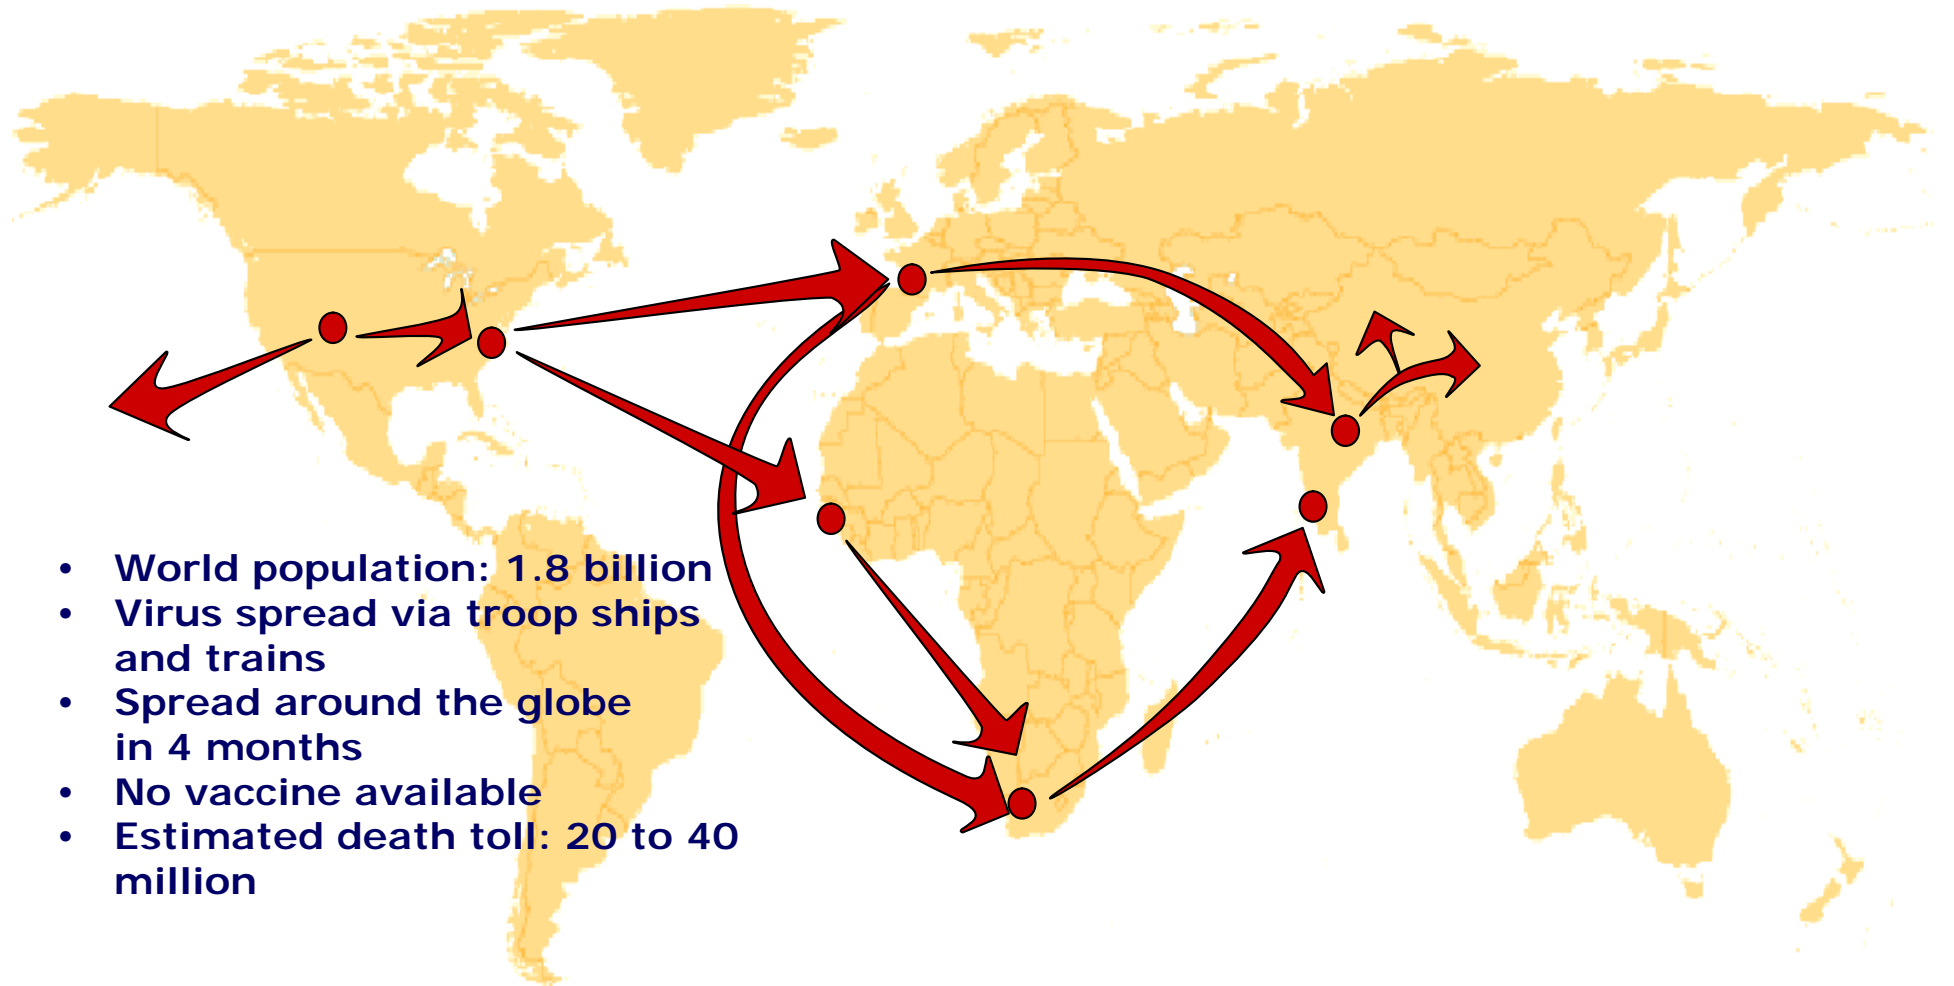 • World population: 1.8 billion
• Virus spread via troop ships
and trains
• Spread around the globe
in 4 months
• No vaccine available
• Estimated death toll: 20 to 40
million